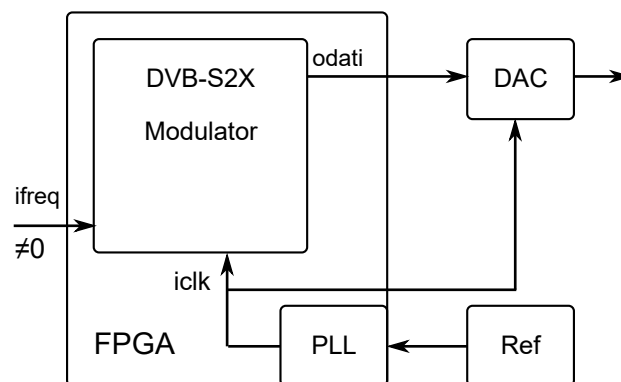 odati
DVB-S2X
Modulator
DAC
ifreq
≠0
iclk
FPGA
PLL
Ref